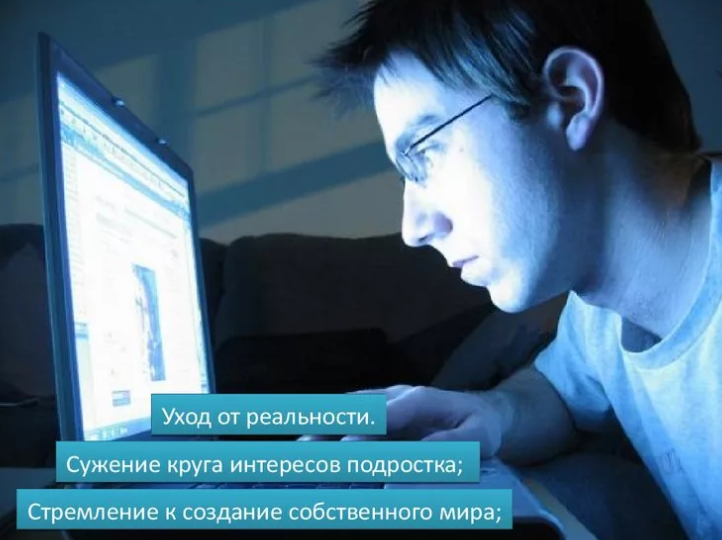 Уход от реальности.
Сужение круга интересов подростка;
Стремление к создание собственного мира;